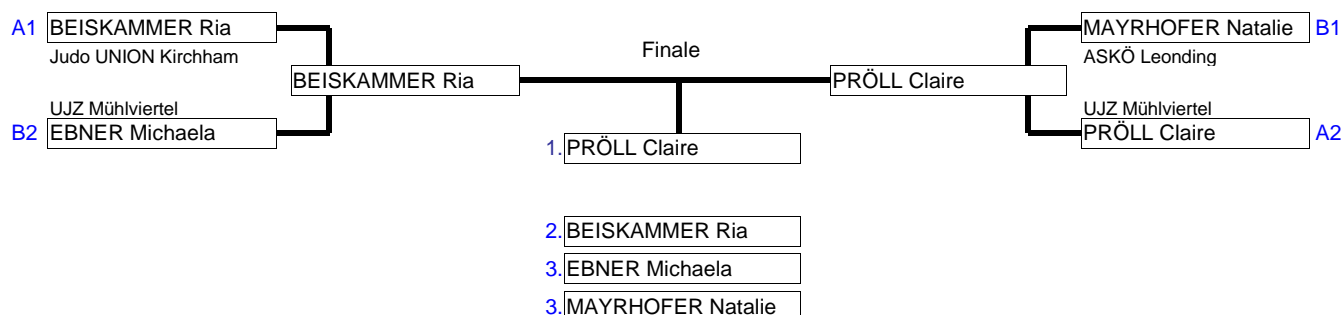 A1 BEISKAMMER Ria
Judo UNION Kirchham
BEISKAMMER Ria
UJZ Mühlviertel
B2 EBNER Michaela
Finale
MAYRHOFER Natalie B1
ASKÖ Leonding
PRÖLL Claire
UJZ Mühlviertel
PRÖLL Claire A2
1. PRÖLL Claire
2. BEISKAMMER Ria
3. EBNER Michaela
3. MAYRHOFER Natalie